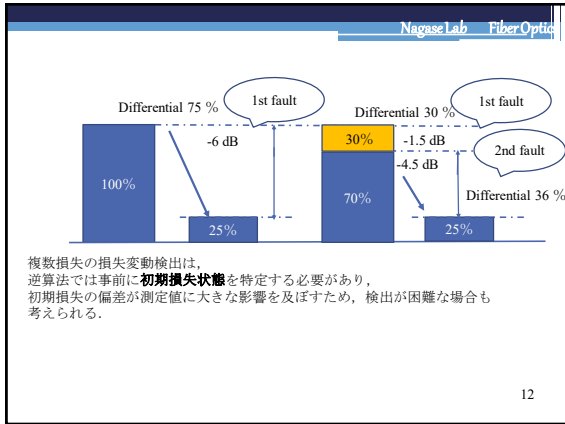 Nagase Lab Fiber Optic
Differential 75 %
1st fault
Differential 30 %
1st fault
-6 dB
30%
-1.5 dB
2nd fault
-4.5 dB
100%
70%
Differential 36 %
25%
25%
複数損失の損失変動検出は，
逆算法では事前に初期損失状態を特定する必要があり，
初期損失の偏差が測定値に大きな影響を及ぼすため，検出が困難な場合も
考えられる．
12